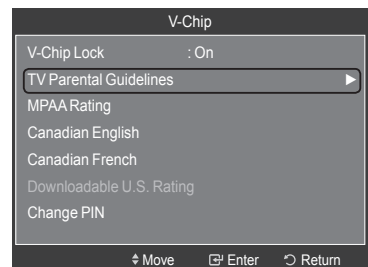 V-Chip
V-Chip Lock : On
TV Parental Guidelines ►
MPAA Rating
Canadian English
Canadian French
Downloadable U.S. Rating
Change PIN
Move Enter Return